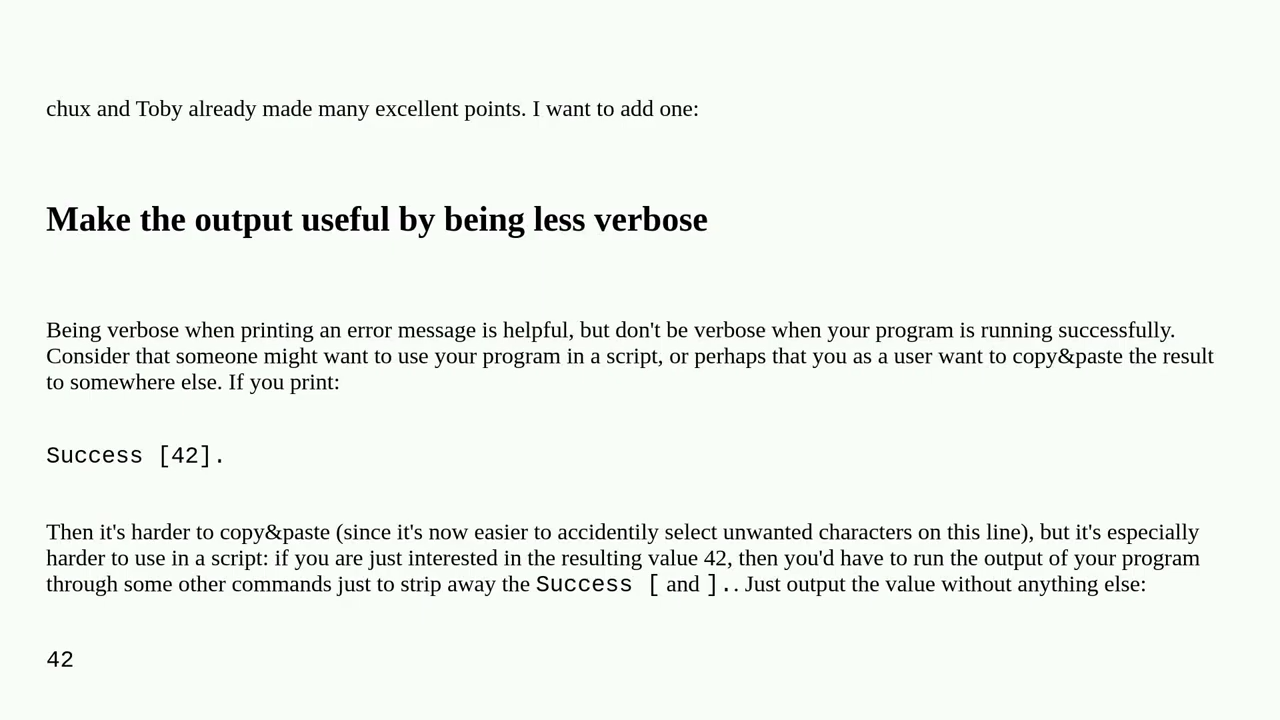 chux and Toby already made many excellent points. I want to add one:
Make the output useful by being less verbose
Being verbose when printing an error message is helpful, but don't be verbose when your program is running successfully.
Consider that someone might want to use your program in a script, or perhaps that you as a user want to copy&paste the result
to somewhere else. If you print:
Success [42].
Then it's harder to copy&paste (since it's now easier to accidentily select unwanted characters on this line), but it's especially
harder to use in a script: if you are just interested in the resulting value 42, then you'd have to run the output of your program
through some other commands just to strip away the Success [ and ].. Just output the value without anything else:
42